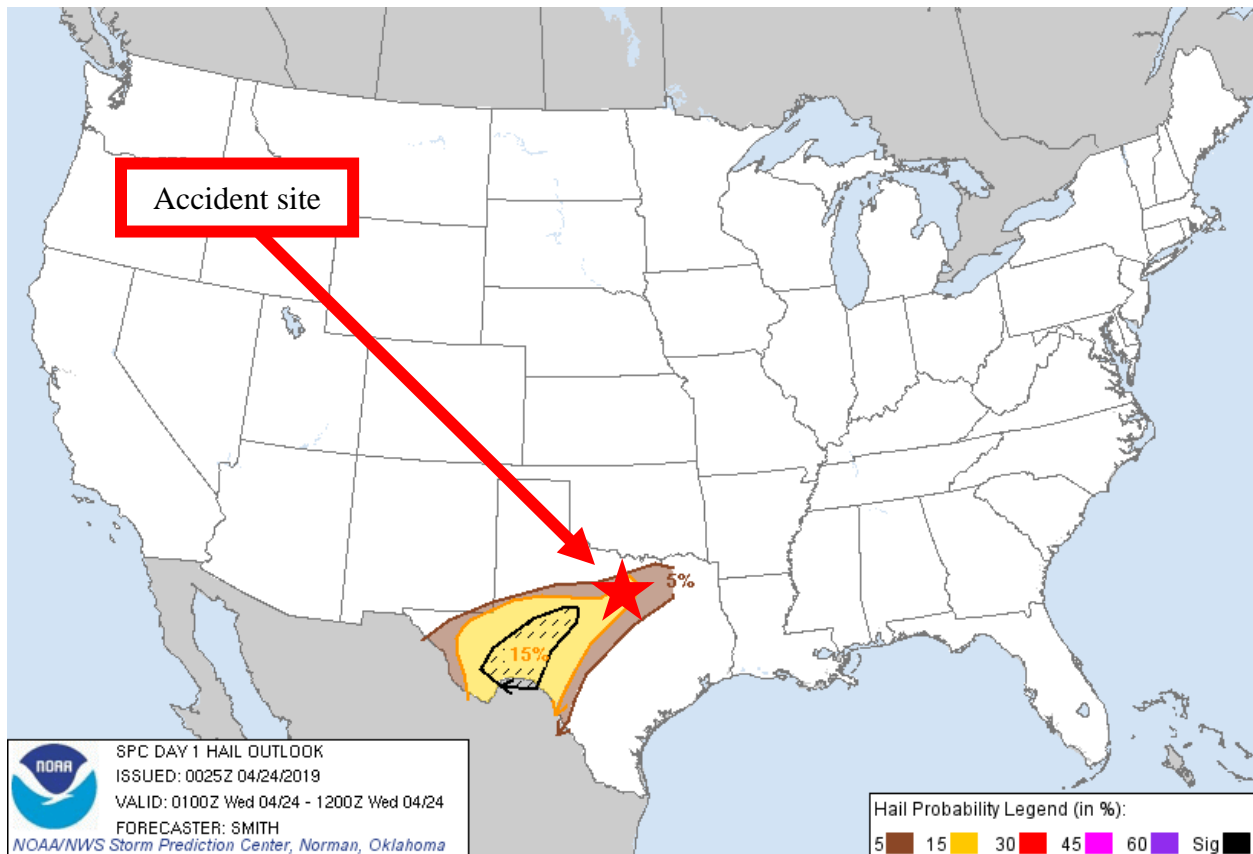 Accident site
5%
15%
NOAA
SPC DAY 1 HAIL OUTLOOK
ISSUED: 0025Z 04/24/2019
VALID: 0100Z Wed 04/24 - 1200Z Wed 04/24
FORECASTER: SMITH
NOAA/NWS Storm Prediction Center, Norman, Oklahoma
Hail Probability Legend (in %):
5 15 30 45 60 Sig